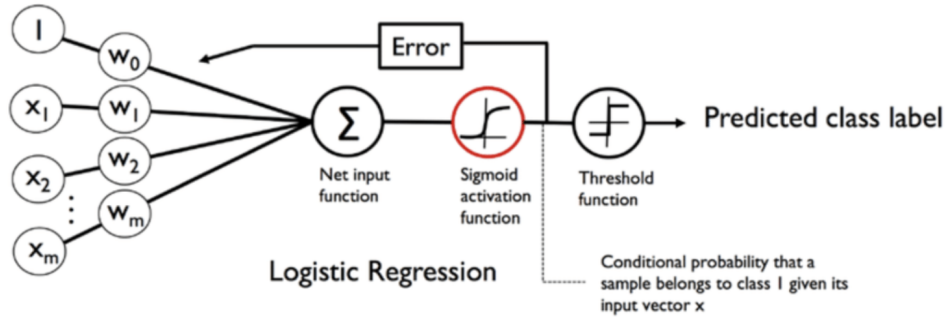 1
w0
x1
w1
x2
w2
⋮
wm
xm
Error
Σ
Net input
function
Sigmoid
activation
function
Threshold
function
Predicted class label
Logistic Regression
Conditional probability that a
sample belongs to class 1 given its
input vector x